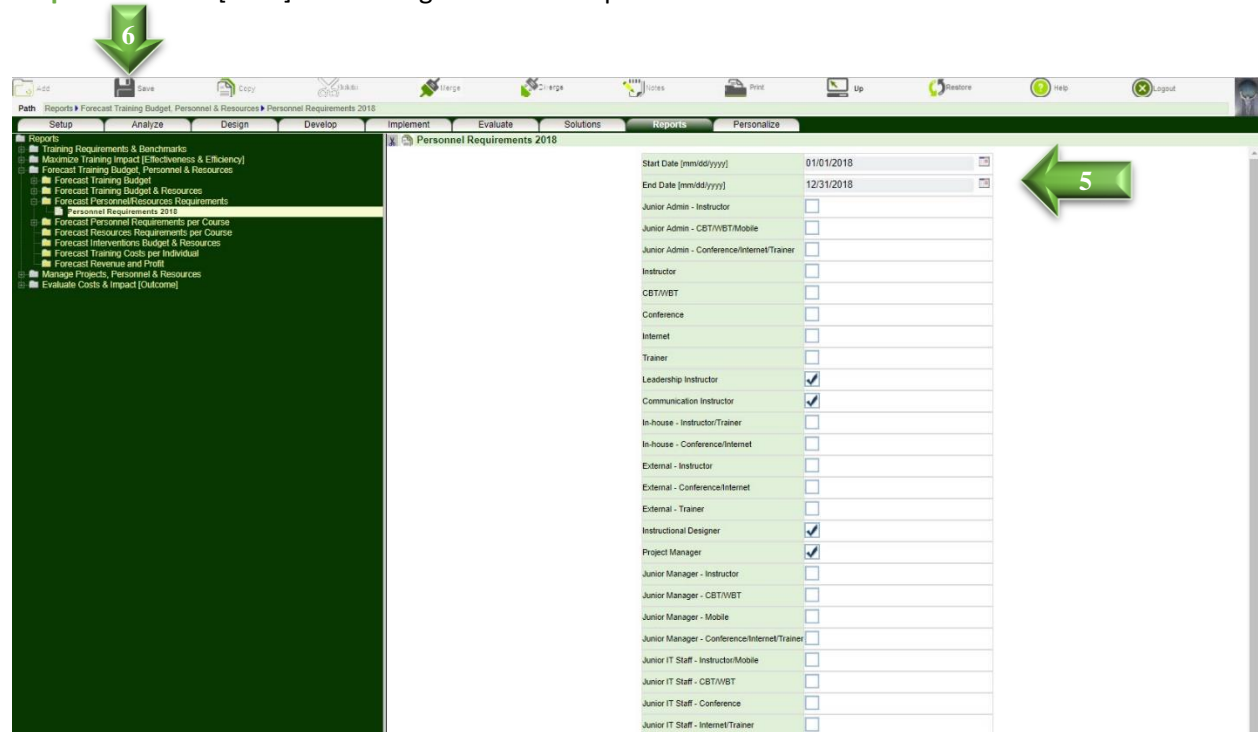 6
Add Save Copy Merge Diverge Notes Print Up Restore Help Logout
Path Reports Forecast Training Budget, Personnel & Resources Personnel Requirements 2018
Setup Analyze Design Develop Implement Evaluate Solutions Reports Personalize
Reports
Training Requirements & Benchmarks
Maximize Training Impact [Effectiveness & Efficiency]
Forecast Training Budget, Personnel & Resources
Forecast Training Budget
Forecast Training Budget & Resources
Forecast Personnel/Resources Requirements
Personnel Requirements 2018
Forecast Personnel Requirements per Course
Forecast Resources Requirements per Course
Forecast Interventions Budget & Resources
Forecast Training Costs per Individual
Forecast Revenue and Profit
Manage Projects, Personnel & Resources
Evaluate Costs & Impact [Outcome]
Personnel Requirements 2018
Start Date [mm/dd/yyyy] 01/01/2018
End Date [mm/dd/yyyy] 12/31/2018
5
Junior Admin - Instructor
Junior Admin - CBT/WBT/Mobile
Junior Admin - Conference/Internet/Trainer
Instructor
CBT/WBT
Conference
Internet
Trainer
Leadership Instructor
Communication Instructor
In-house - Instructor/Trainer
In-house - Conference/Internet
External - Instructor
External - Conference/Internet
External - Trainer
Instructional Designer
Project Manager
Junior Manager - Instructor
Junior Manager - CBT/WBT
Junior Manager - Mobile
Junior Manager - Conference/Internet/Trainer
Junior IT Staff - Instructor/Mobile
Junior IT Staff - CBT/WBT
Junior IT Staff - Conference
Junior IT Staff - Internet/Trainer